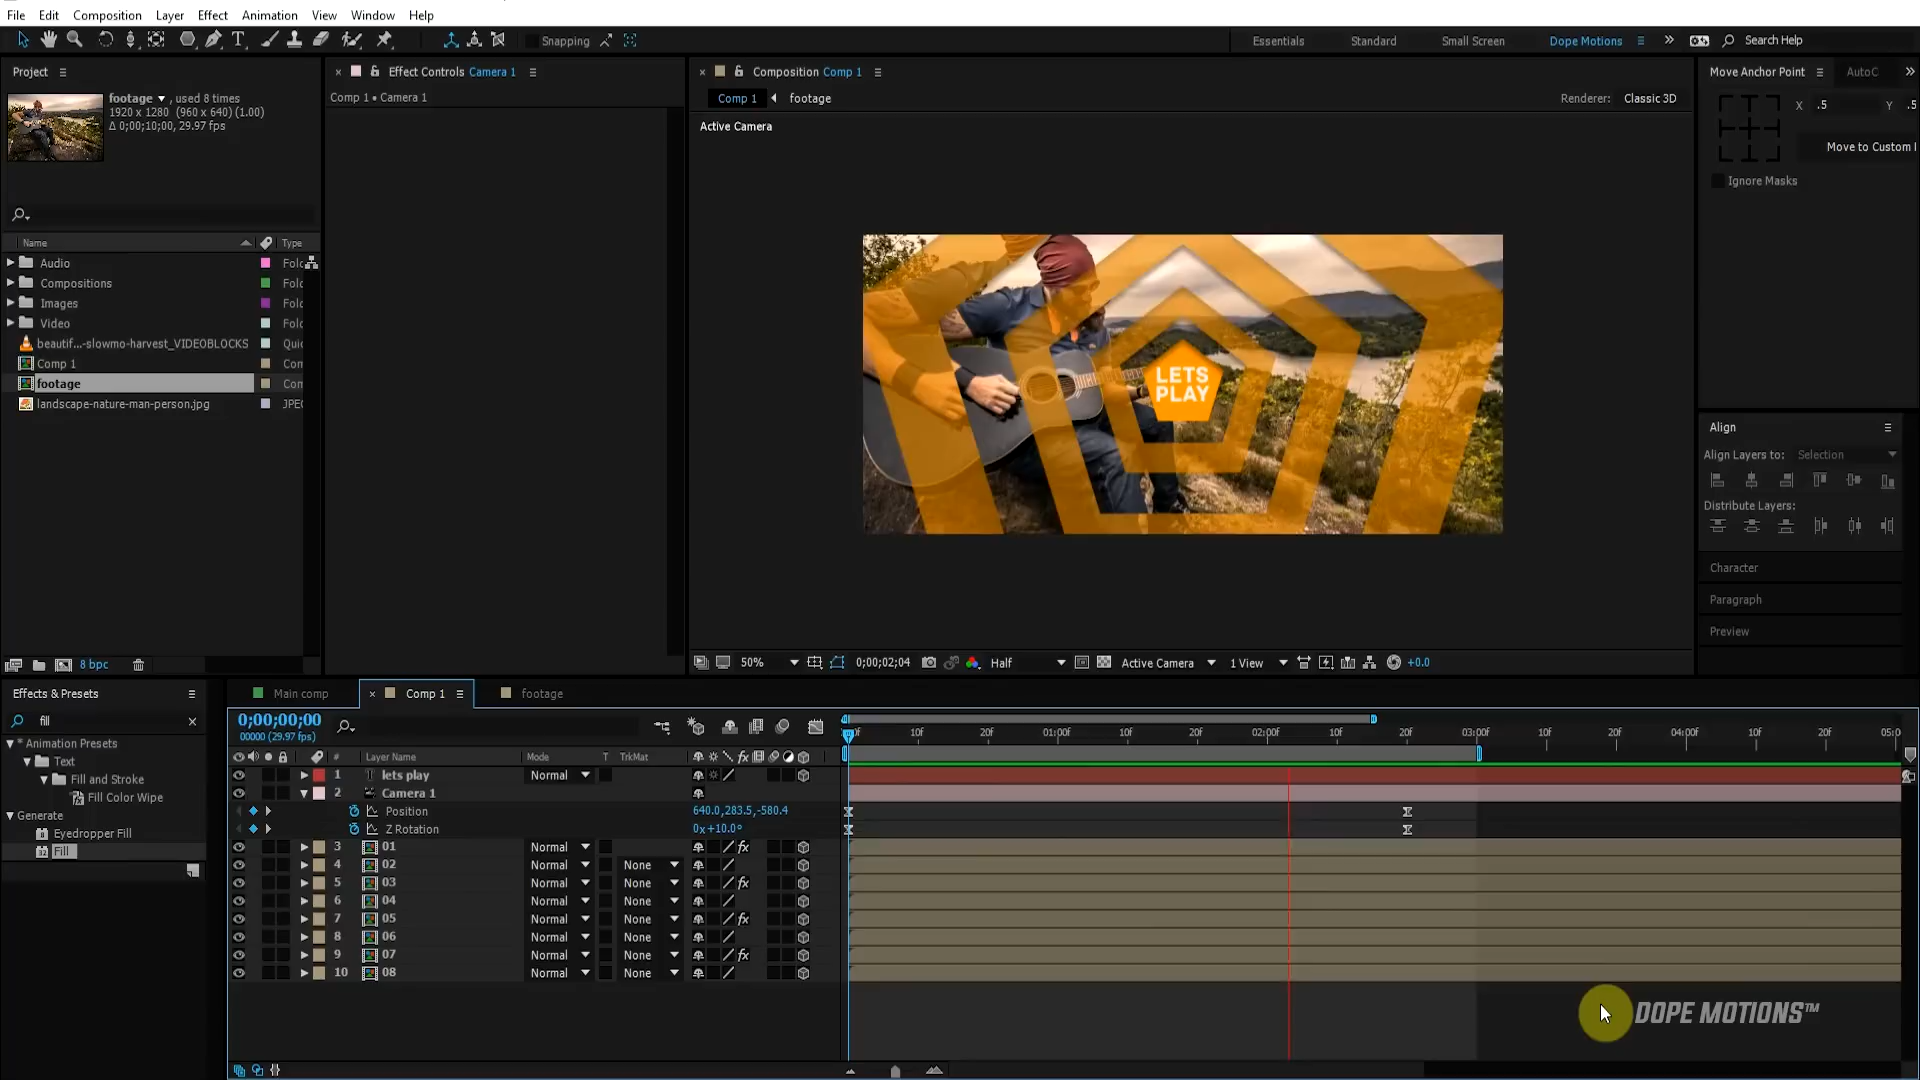 File Edit Composition Layer Effect Animation View Window Help
Snapping
Essentials Standard Small Screen Dope Motions Search Help
Project
footage , used 8 times
1920 x 1280 (960 x 640) (1.00)
Δ 0;00;10;00, 29.97 fps
Name Type
Audio
Compositions
Images
Video
beautif...-slowmo-harvest_VIDEOBLOCKS
Comp 1
footage
landscape-nature-man-person.jpg JPEG
8 bpc
Effect Controls Camera 1
Comp 1 • Camera 1
Composition Comp 1
Comp 1 footage
Renderer: Classic 3D
Active Camera
LETS
PLAY
50% 0;00;02;04 Half Active Camera 1 View +0.0
Move Anchor Point AutoC
X .5 Y .5
Move to Custom
Ignore Masks
Align
Align Layers to: Selection
Distribute Layers:
Character
Paragraph
Preview
Effects & Presets
fill
* Animation Presets
Text
Fill and Stroke
Fill Color Wipe
Generate
Eyedropper Fill
32 Fill
Main comp Comp 1 footage
0;00;00;00
00000 (29.97 fps)
10f 20f 01:00f 10f 20f 02:00f 10f 20f 03:00f 10f 20f 04:00f 10f 20f 05:0
# Layer Name Mode T TrkMat
1 lets play Normal
2 Camera 1
Position 640.0,283.5,-580.4
Z Rotation 0x+10.0°
3 01 Normal fx
4 02 Normal None
5 03 Normal None fx
6 04 Normal None
7 05 Normal None fx
8 06 Normal None
9 07 Normal None fx
10 08 Normal None
DOPE MOTIONS™